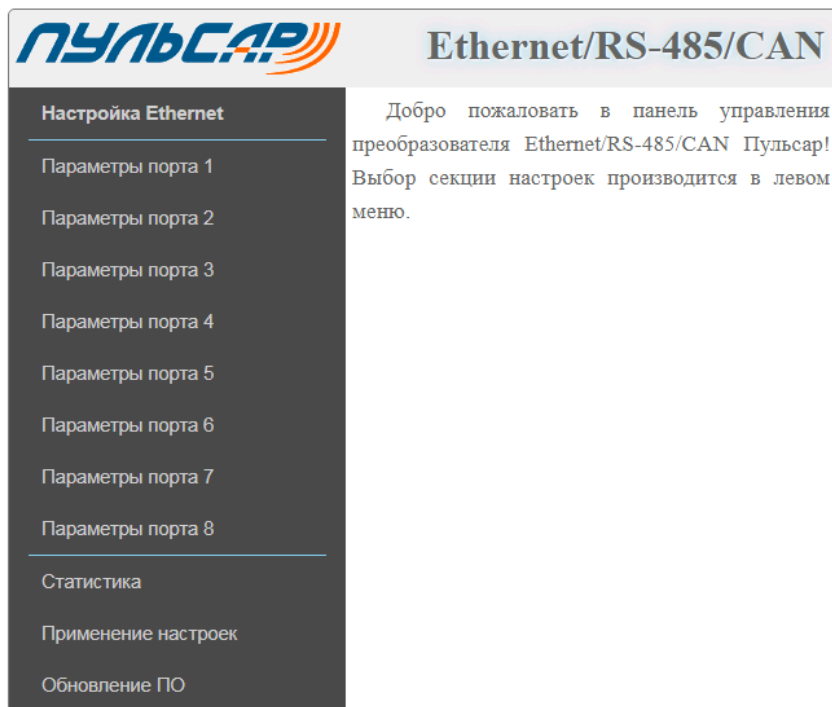 ПУЛЬСАР
Ethernet/RS-485/CAN
Настройка Ethernet
Параметры порта 1
Параметры порта 2
Параметры порта 3
Параметры порта 4
Параметры порта 5
Параметры порта 6
Параметры порта 7
Параметры порта 8
Статистика
Применение настроек
Обновление ПО
Добро пожаловать в панель управления
преобразователя Ethernet/RS-485/CAN Пульсар!
Выбор секции настроек производится в левом
меню.